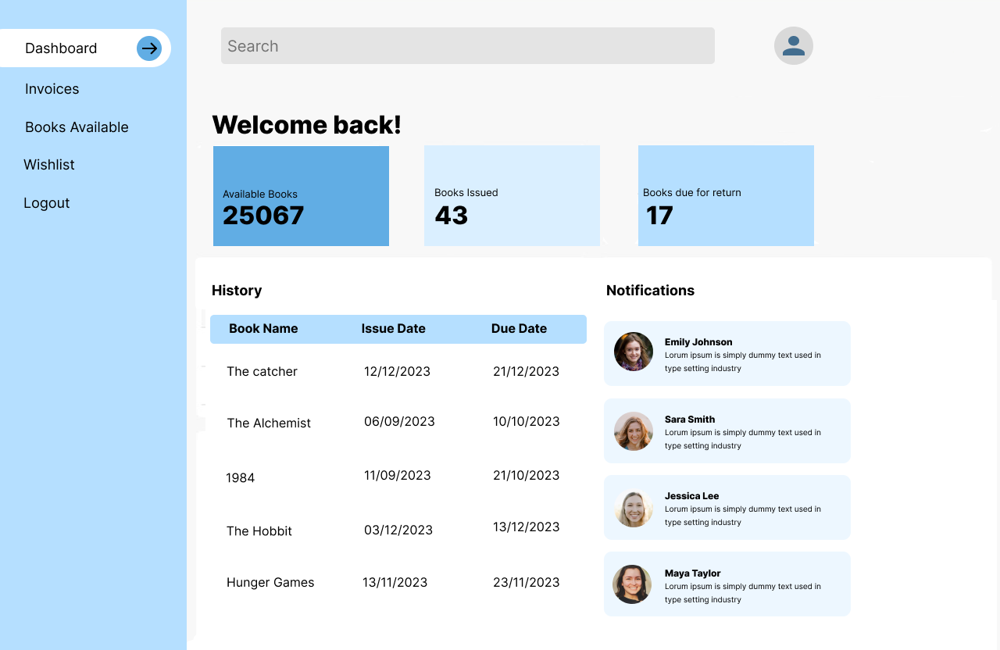 Dashboard
Invoices
Books Available
Wishlist
Logout
Search
Welcome back!
Available Books
25067
Books Issued
43
Books due for return
17
History
Book Name Issue Date Due Date
The catcher 12/12/2023 21/12/2023
The Alchemist 06/09/2023 10/10/2023
1984 11/09/2023 21/10/2023
The Hobbit 03/12/2023 13/12/2023
Hunger Games 13/11/2023 23/11/2023
Notifications
Emily Johnson
Lorum ipsum is simply dummy text used in
type setting industry
Sara Smith
Lorum ipsum is simply dummy text used in
type setting industry
Jessica Lee
Lorum ipsum is simply dummy text used in
type setting industry
Maya Taylor
Lorum ipsum is simply dummy text used in
type setting industry